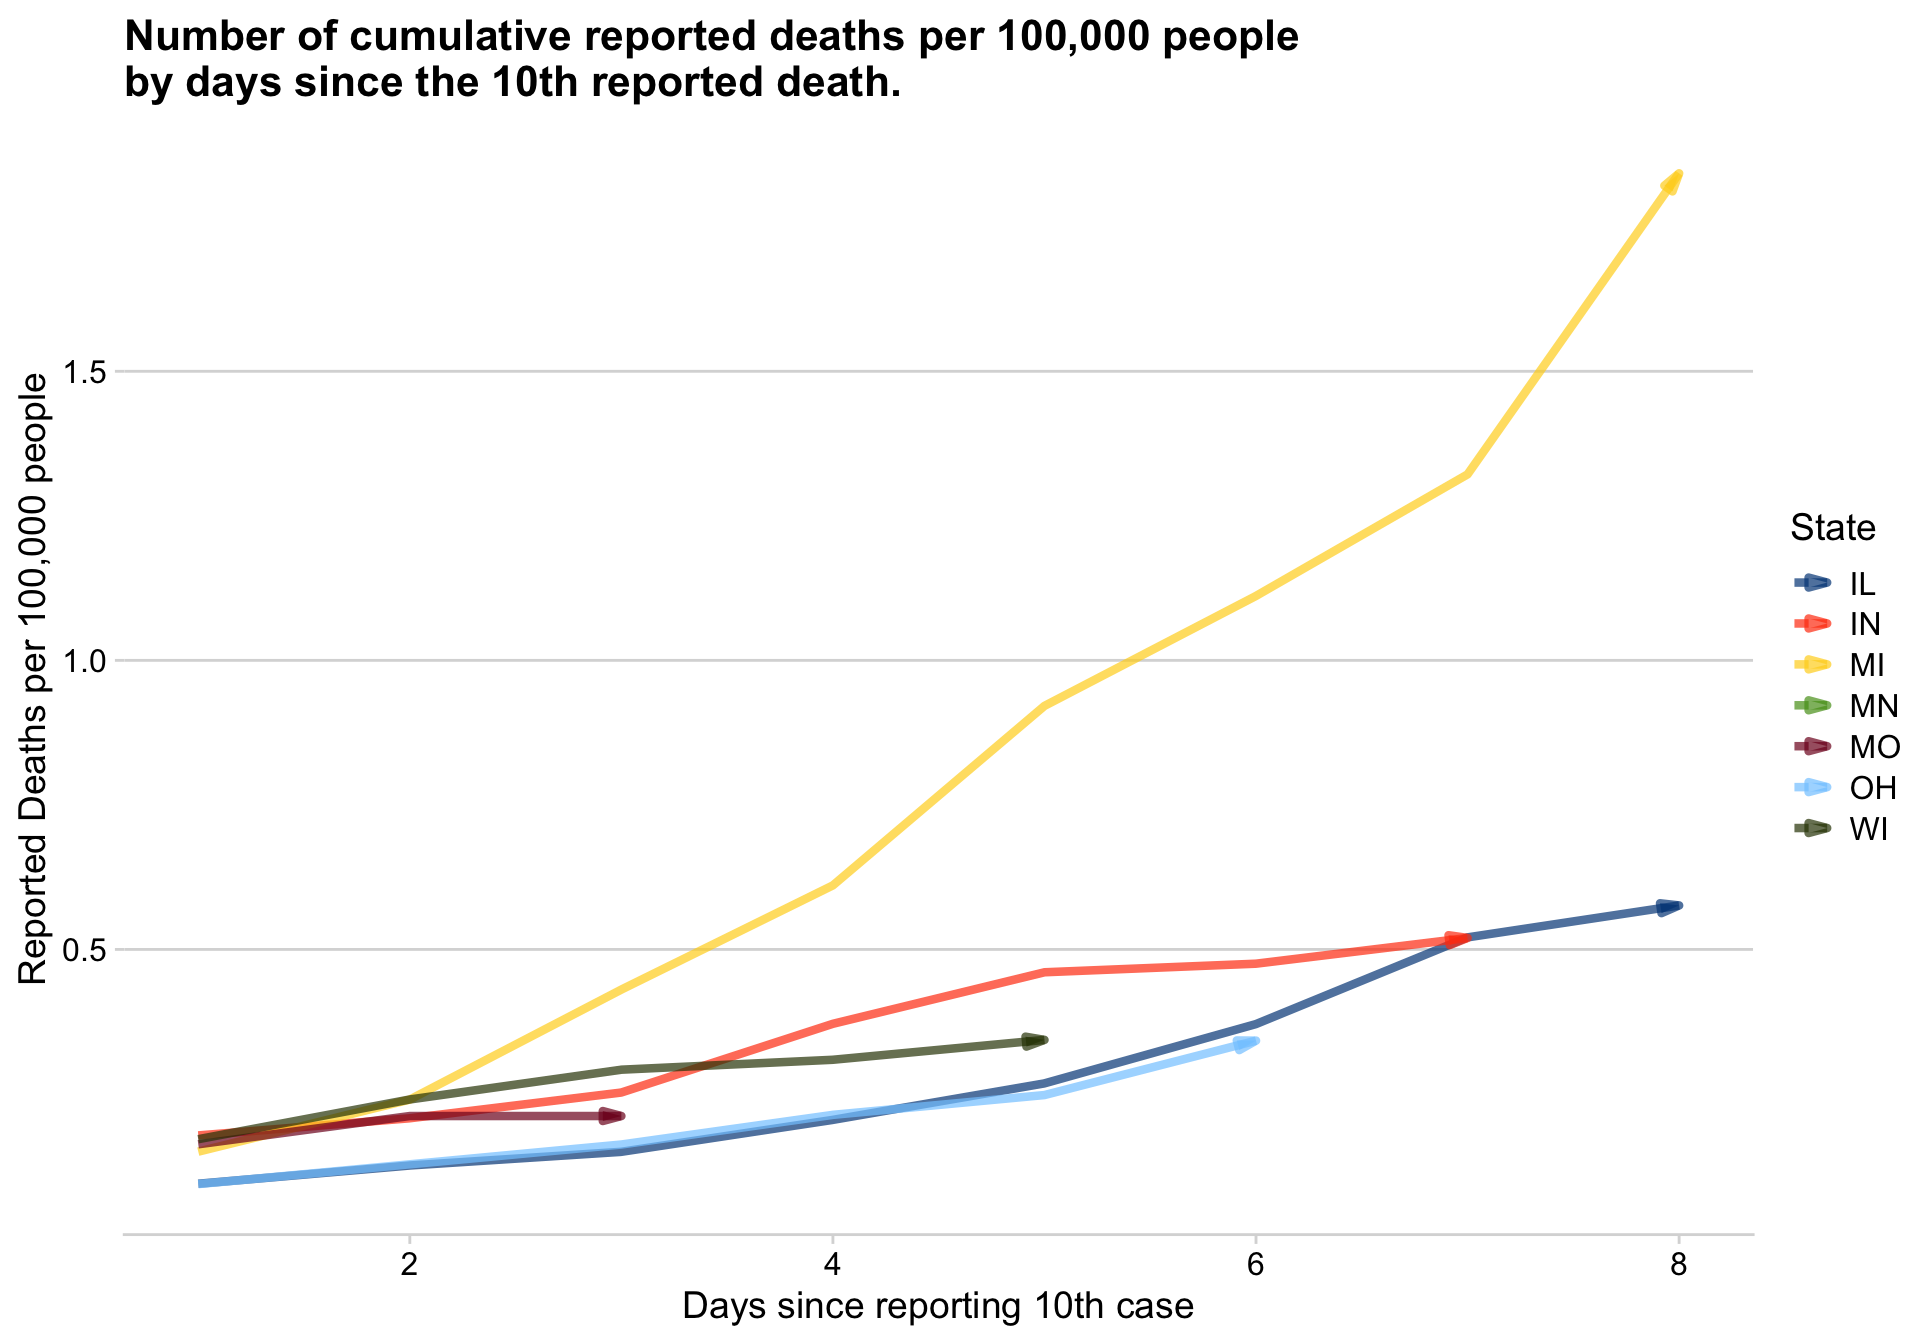 Number of cumulative reported deaths per 100,000 people
by days since the 10th reported death.
Reported Deaths per 100,000 people
1.5
1.0
0.5
2
4
6
8
Days since reporting 10th case
State
IL
IN
MI
MN
MO
OH
WI